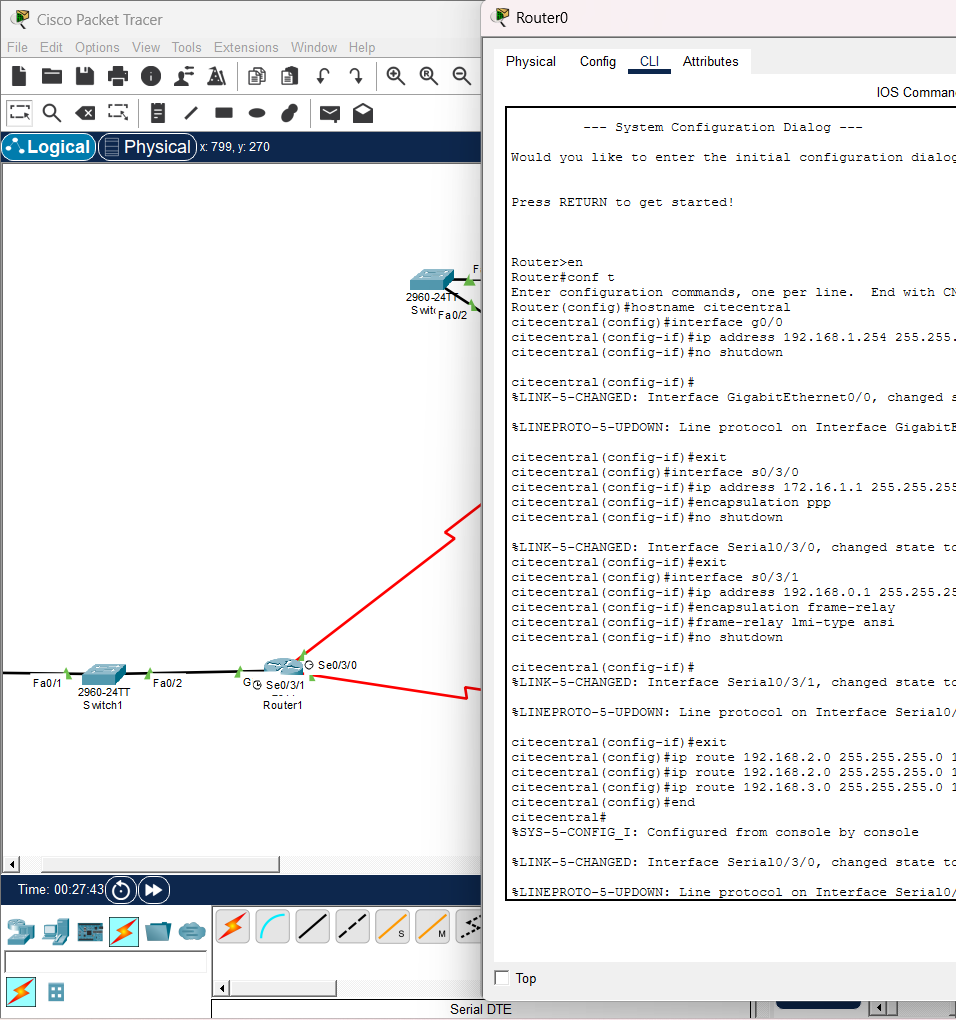 Cisco Packet Tracer
File Edit Options View Tools Extensions Window Help
Logical
Physical
x: 799, y: 270
2960-24TT
Fa0/2
Fa0/1
2960-24TT
Switch1
Fa0/2
Se0/3/0
Se0/3/1
Router1
Time: 00:27:43
S
M
Serial DTE
Router0
Physical Config CLI Attributes
IOS Comman
--- System Configuration Dialog ---
Would you like to enter the initial configuration dialog
Press RETURN to get started!
Router>en
Router#conf t
Enter configuration commands, one per line. End with CN
Router(config)#hostname citecentral
citecentral(config)#interface g0/0
citecentral(config-if)#ip address 192.168.1.254 255.255.
citecentral(config-if)#no shutdown
citecentral(config-if)#
%LINK-5-CHANGED: Interface GigabitEthernet0/0, changed s
%LINEPROTO-5-UPDOWN: Line protocol on Interface GigabitE
citecentral(config-if)#exit
citecentral(config)#interface s0/3/0
citecentral(config-if)#ip address 172.16.1.1 255.255.255
citecentral(config-if)#encapsulation ppp
citecentral(config-if)#no shutdown
%LINK-5-CHANGED: Interface Serial0/3/0, changed state to
citecentral(config-if)#exit
citecentral(config)#interface s0/3/1
citecentral(config-if)#ip address 192.168.0.1 255.255.25
citecentral(config-if)#encapsulation frame-relay
citecentral(config-if)#frame-relay lmi-type ansi
citecentral(config-if)#no shutdown
citecentral(config-if)#
%LINK-5-CHANGED: Interface Serial0/3/1, changed state to
%LINEPROTO-5-UPDOWN: Line protocol on Interface Serial0/
citecentral(config-if)#exit
citecentral(config)#ip route 192.168.2.0 255.255.255.0 1
citecentral(config)#ip route 192.168.2.0 255.255.255.0 1
citecentral(config)#ip route 192.168.3.0 255.255.255.0 1
citecentral(config)#end
citecentral#
%SYS-5-CONFIG_I: Configured from console by console
%LINK-5-CHANGED: Interface Serial0/3/0, changed state to
%LINEPROTO-5-UPDOWN: Line protocol on Interface Serial0/
Top